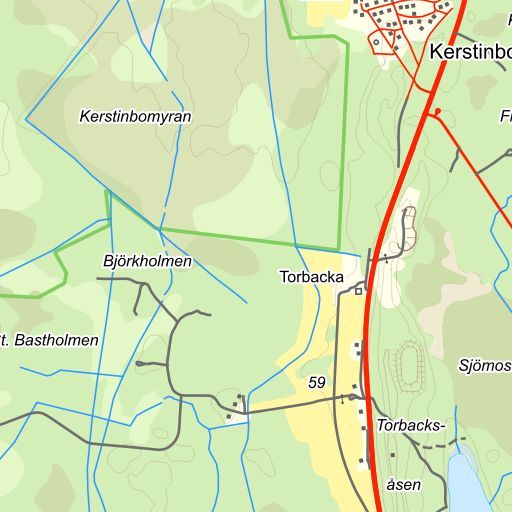 K
Kerstinbo
Kerstinbomyran
F
Björkholmen
Torbacka
t. Bastholmen
Sjömos
59
Torbacks-
åsen